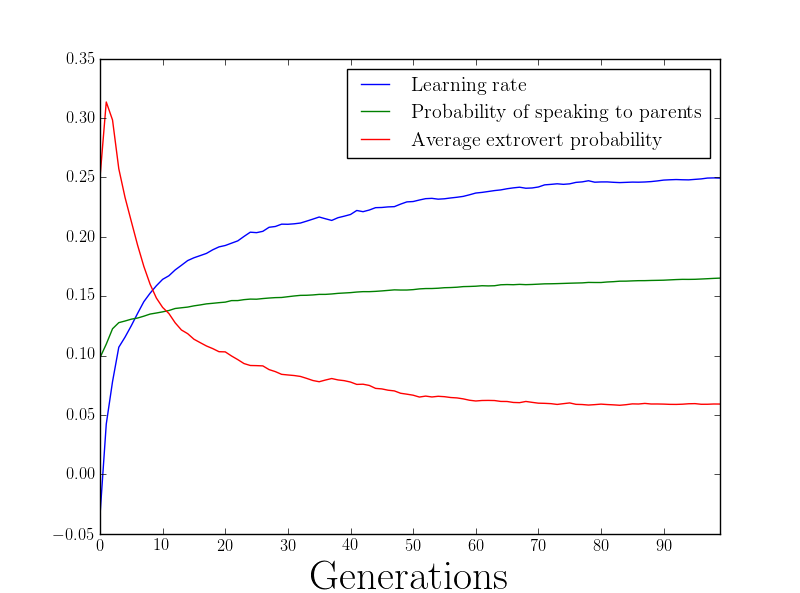 0.35
0.30
0.25
0.20
0.15
0.10
0.05
0.00
−0.05
Learning rate
Probability of speaking to parents
Average extrovert probability
0 10 20 30 40 50 60 70 80 90
Generations